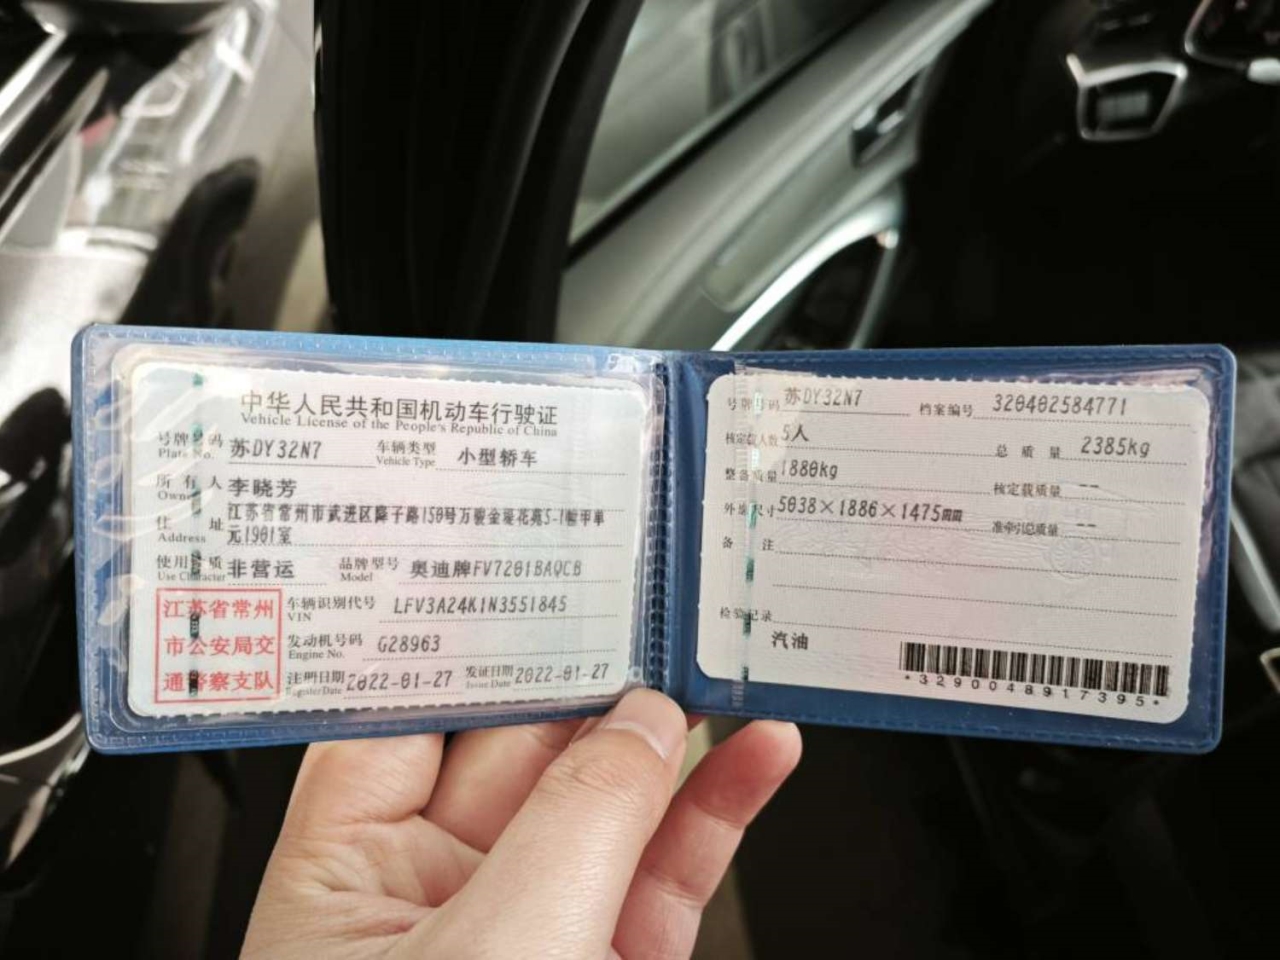 中华人民共和国机动车行驶证
Vehicle License of the People's Republic of China
号牌号码 苏DY32N7 车辆类型 小型轿车
Plate No. Vehicle Type
所有人 李晓芳
Owner
住址 江苏省常州市武进区降子路150号万骏金堤花苑5-1幢甲单
Address 元1901室
使用性质 非营运 品牌型号 奥迪牌FV7201BAQCB
Use Character Model
江苏省常州
市公安局交
通警察支队
车辆识别代号 LFV3A24K1N3551845
VIN
发动机号码 G28963
Engine No.
注册日期 2022-01-27 发证日期 2022-01-27
Register Date Issue Date
号牌号码 苏DY32N7 档案编号 320402584771
核定载人数 5人 总质量 2385kg
整备质量 1880kg 核定载质量 --
外廓尺寸 5038×1886×1475㎜ 准牵引总质量 --
备注
检验记录
汽油
*3290048917395*